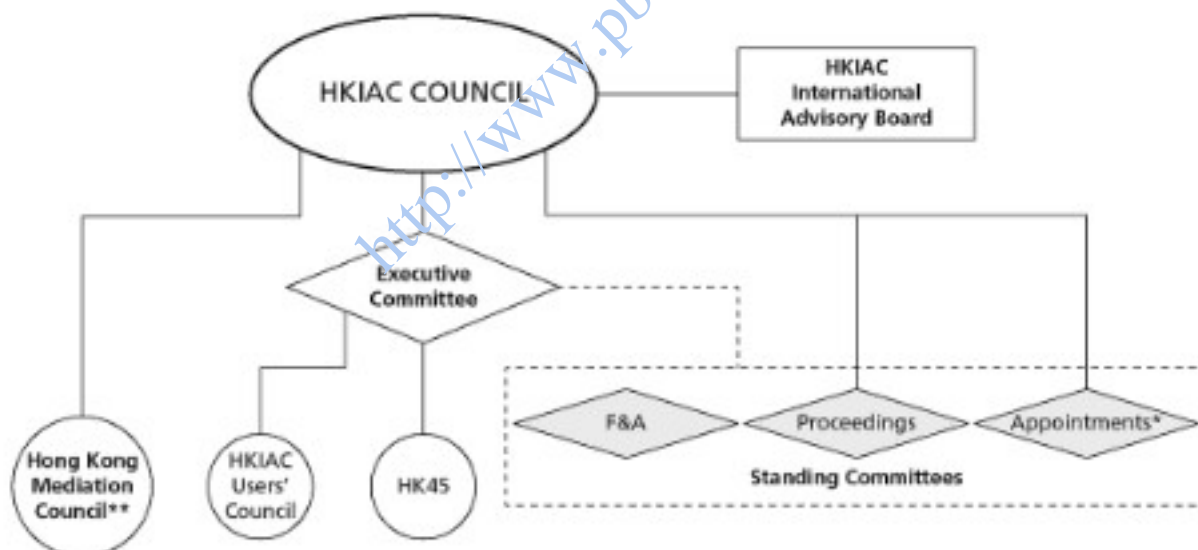 HKIAC COUNCIL
HKIAC
International
Advisory Board
Executive
Committee
F&A
Proceedings
Appointments*
Standing Committees
Hong Kong
Mediation
Council**
HKIAC
Users'
Council
HK45
http://www.pb